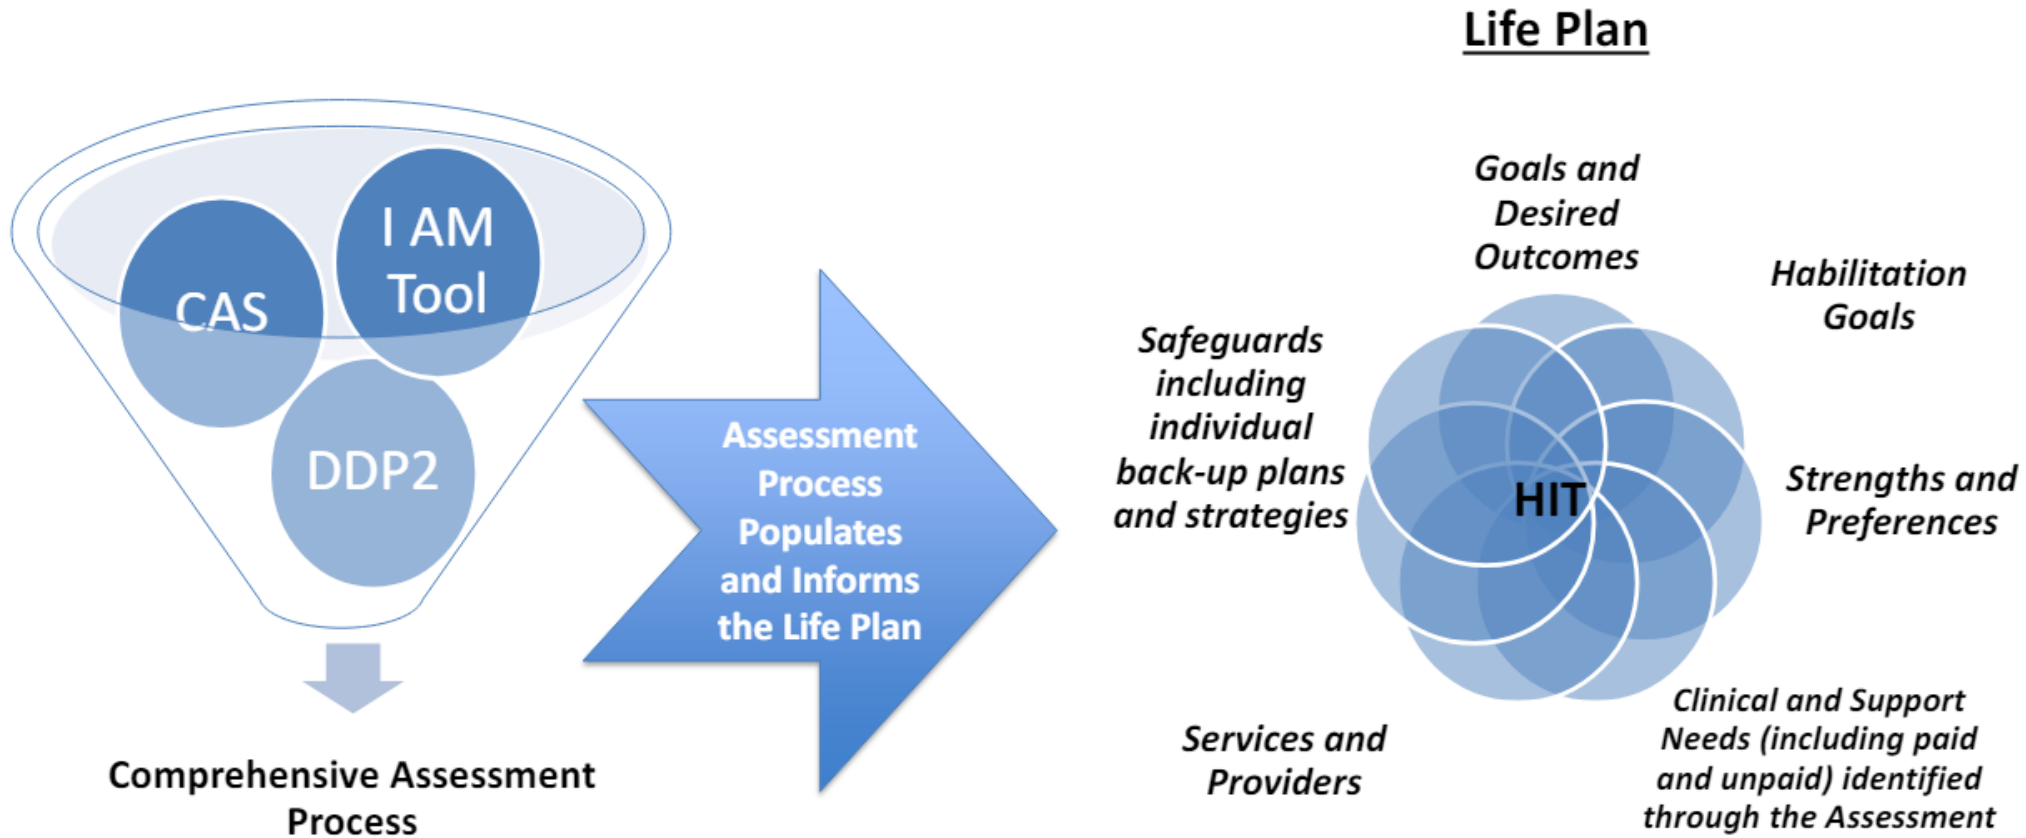 Life Plan
I AM
Tool
CAS
DDP2
Comprehensive Assessment
Process
Assessment
Process
Populates
and Informs
the Life Plan
Goals and
Desired
Outcomes
Habilitation
Goals
Strengths and
Preferences
Clinical and Support
Needs (including paid
and unpaid) identified
through the Assessment
Services and
Providers
Safeguards
including
individual
back-up plans
and strategies
HIT